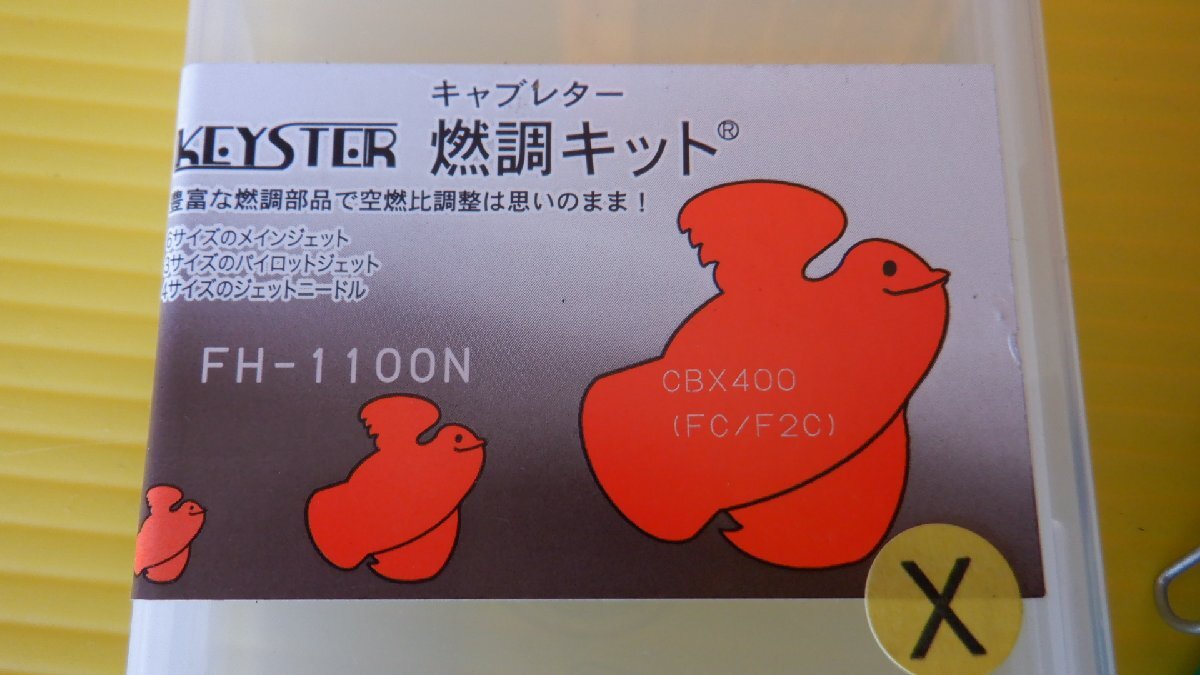 キャブレター
KEYSTER 燃調キット®
豊富な燃調部品で空燃比調整は思いのまま!
6サイズのメインジェット
3サイズのパイロットジェット
4サイズのジェットニードル
FH-1100N
CBX400
(FC/F2C)
X